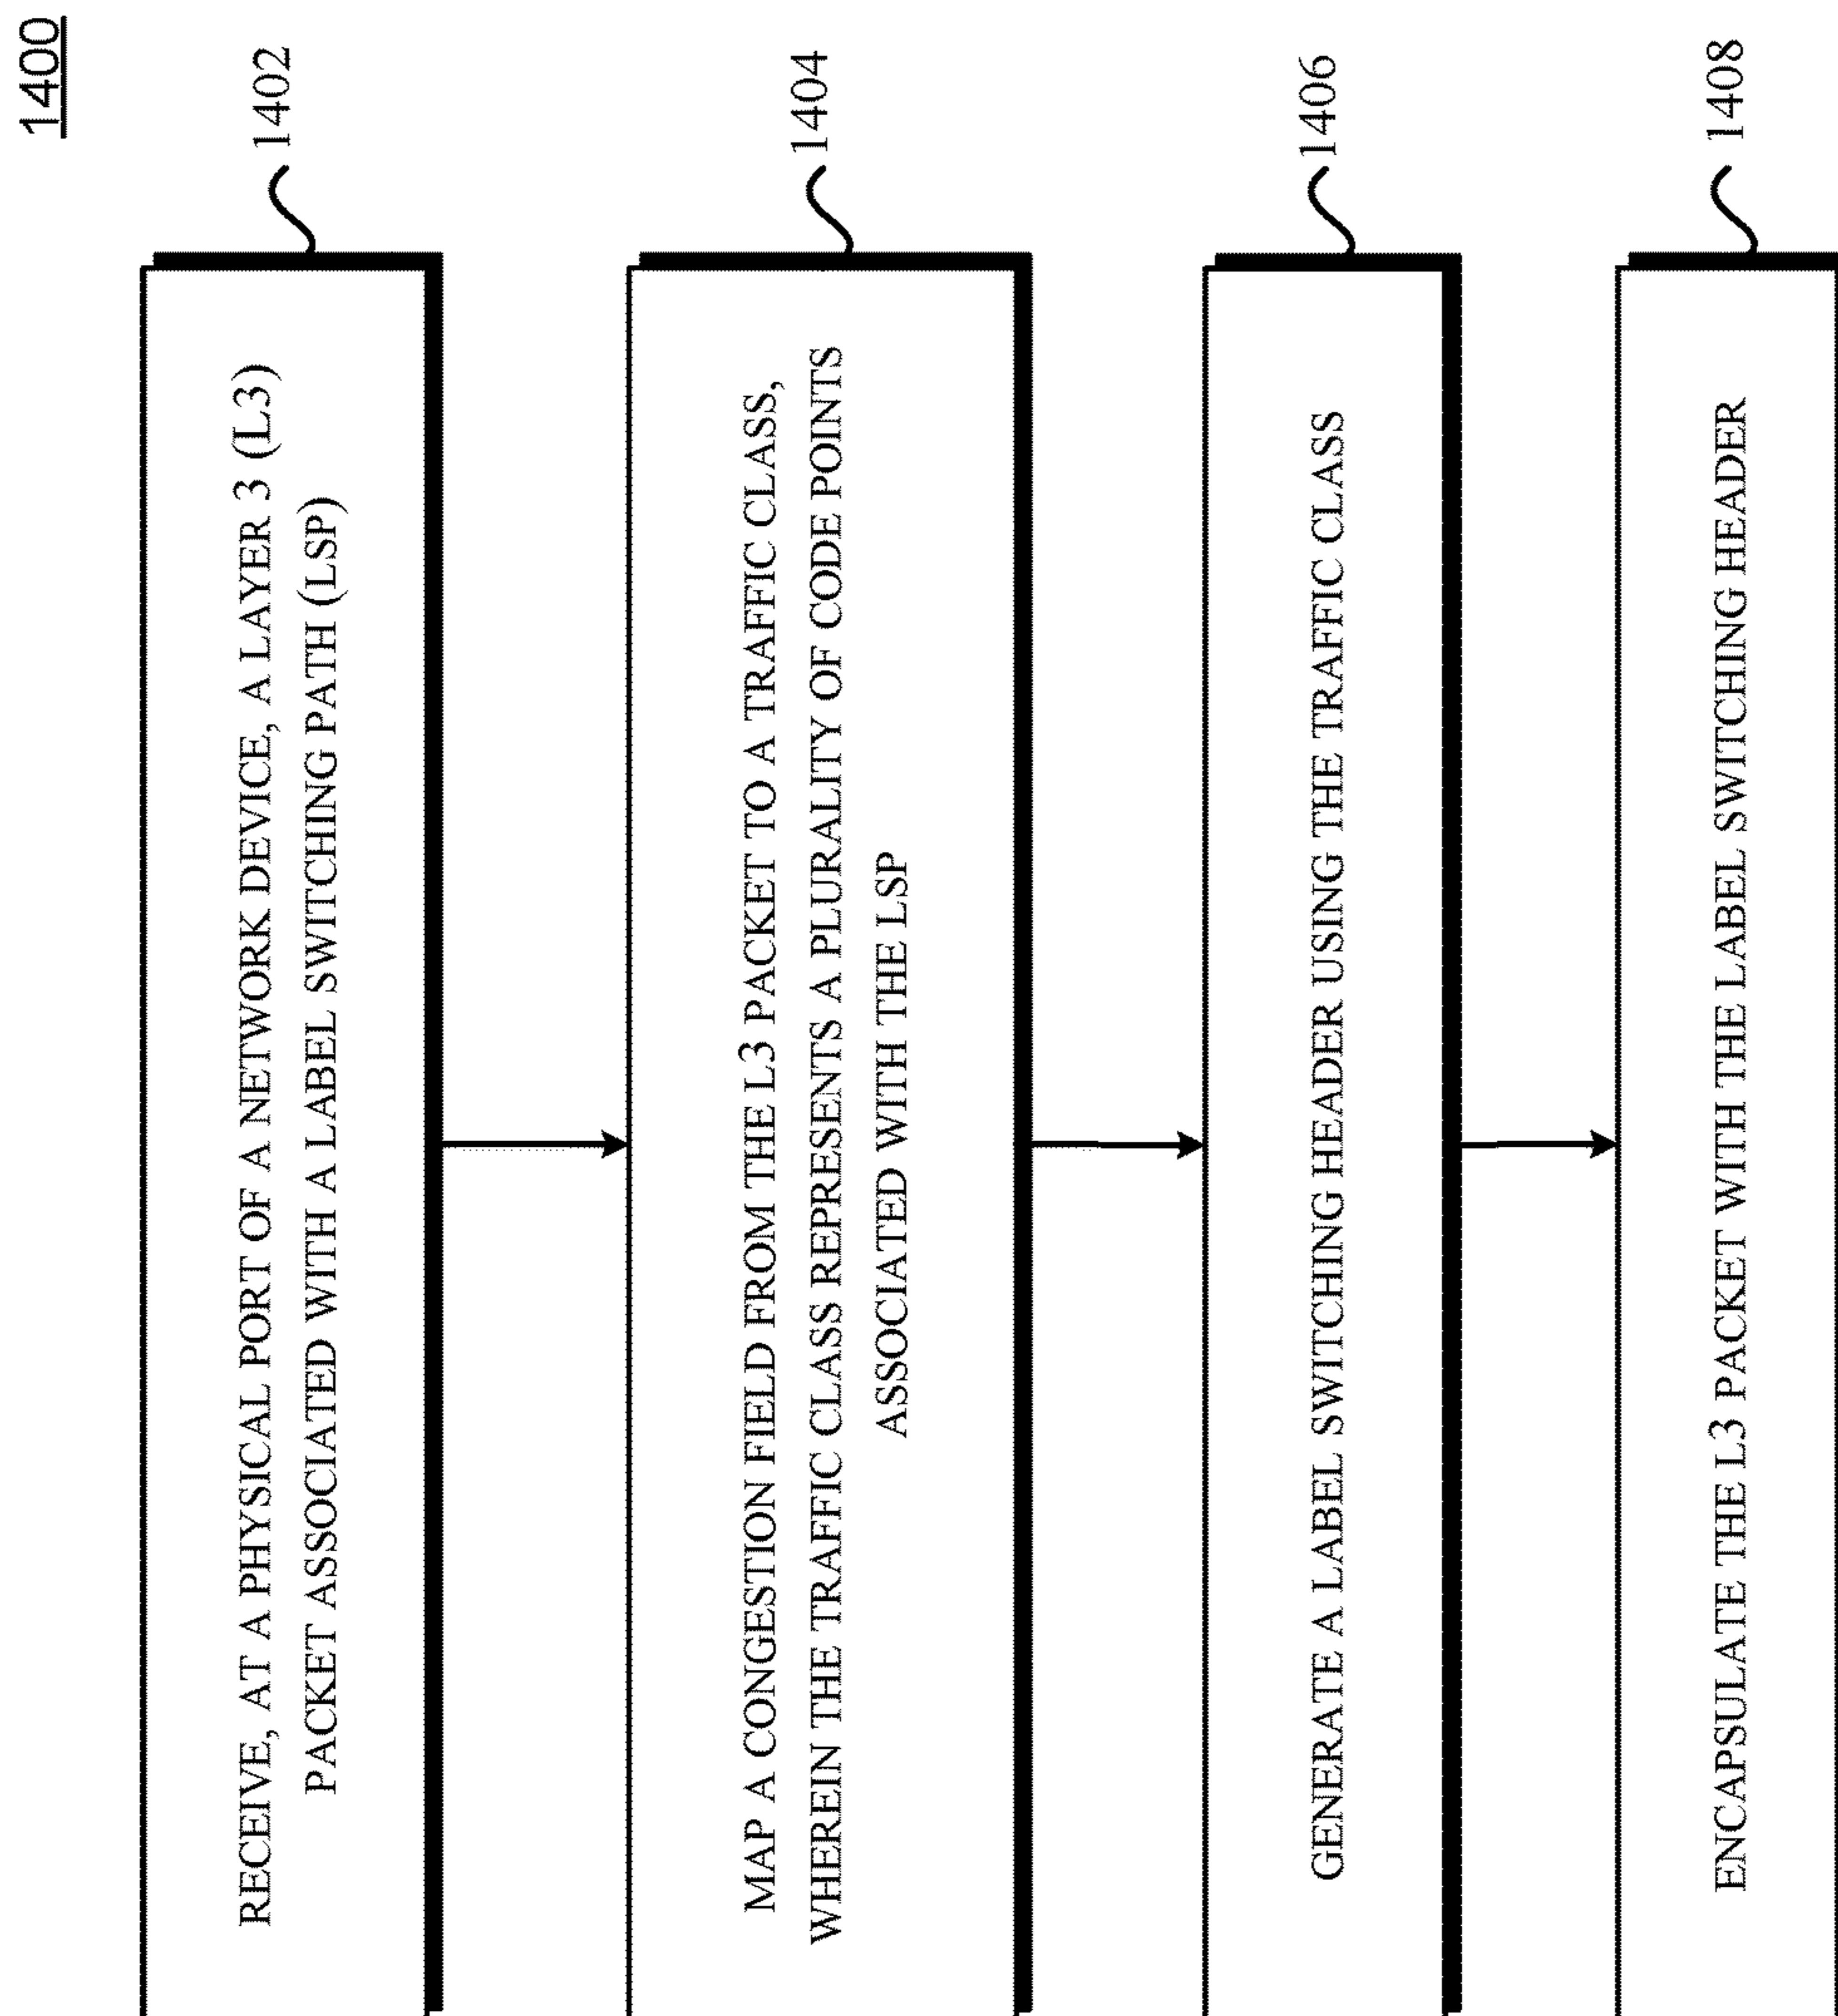 1400
RECEIVE, AT A PHYSICAL PORT OF A NETWORK DEVICE, A LAYER 3 (L3)
PACKET ASSOCIATED WITH A LABEL SWITCHING PATH (LSP)
1402
MAP A CONGESTION FIELD FROM THE L3 PACKET TO A TRAFFIC CLASS,
WHEREIN THE TRAFFIC CLASS REPRESENTS A PLURALITY OF CODE POINTS
ASSOCIATED WITH THE LSP
1404
GENERATE A LABEL SWITCHING HEADER USING THE TRAFFIC CLASS
1406
ENCAPSULATE THE L3 PACKET WITH THE LABEL SWITCHING HEADER
1408